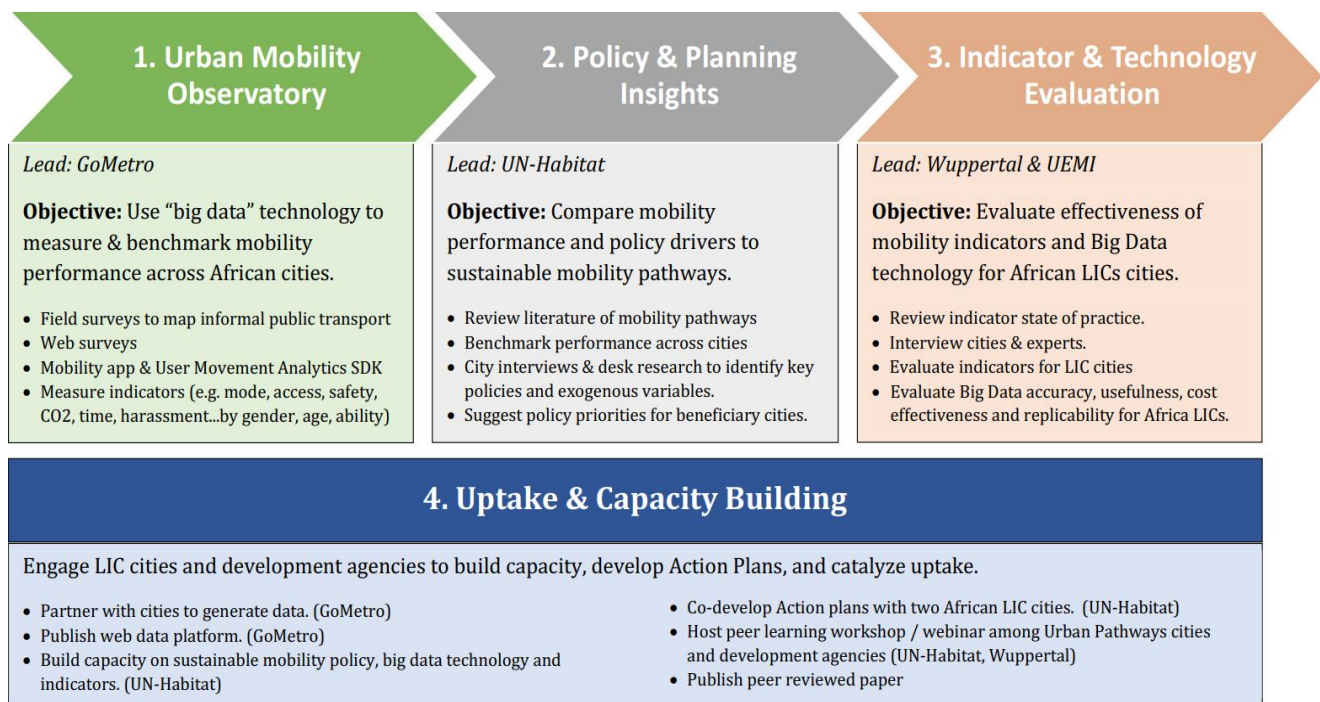 1. Urban Mobility
Observatory
Lead: GoMetro
Objective: Use “big data” technology to
measure & benchmark mobility
performance across African cities.
• Field surveys to map informal public transport
• Web surveys
• Mobility app & User Movement Analytics SDK
• Measure indicators (e.g. mode, access, safety,
CO2, time, harassment...by gender, age, ability)
2. Policy & Planning
Insights
Lead: UN-Habitat
Objective: Compare mobility
performance and policy drivers to
sustainable mobility pathways.
• Review literature of mobility pathways
• Benchmark performance across cities
• City interviews & desk research to identify key
policies and exogenous variables.
• Suggest policy priorities for beneficiary cities.
3. Indicator & Technology
Evaluation
Lead: Wuppertal & UEMI
Objective: Evaluate effectiveness of
mobility indicators and Big Data
technology for African LICs cities.
• Review indicator state of practice.
• Interview cities & experts.
• Evaluate indicators for LIC cities
• Evaluate Big Data accuracy, usefulness, cost
effectiveness and replicability for Africa LICs.
4. Uptake & Capacity Building
Engage LIC cities and development agencies to build capacity, develop Action Plans, and catalyze uptake.
• Partner with cities to generate data. (GoMetro)
• Publish web data platform. (GoMetro)
• Build capacity on sustainable mobility policy, big data technology and
indicators. (UN-Habitat)
• Co-develop Action plans with two African LIC cities. (UN-Habitat)
• Host peer learning workshop / webinar among Urban Pathways cities
and development agencies (UN-Habitat, Wuppertal)
• Publish peer reviewed paper